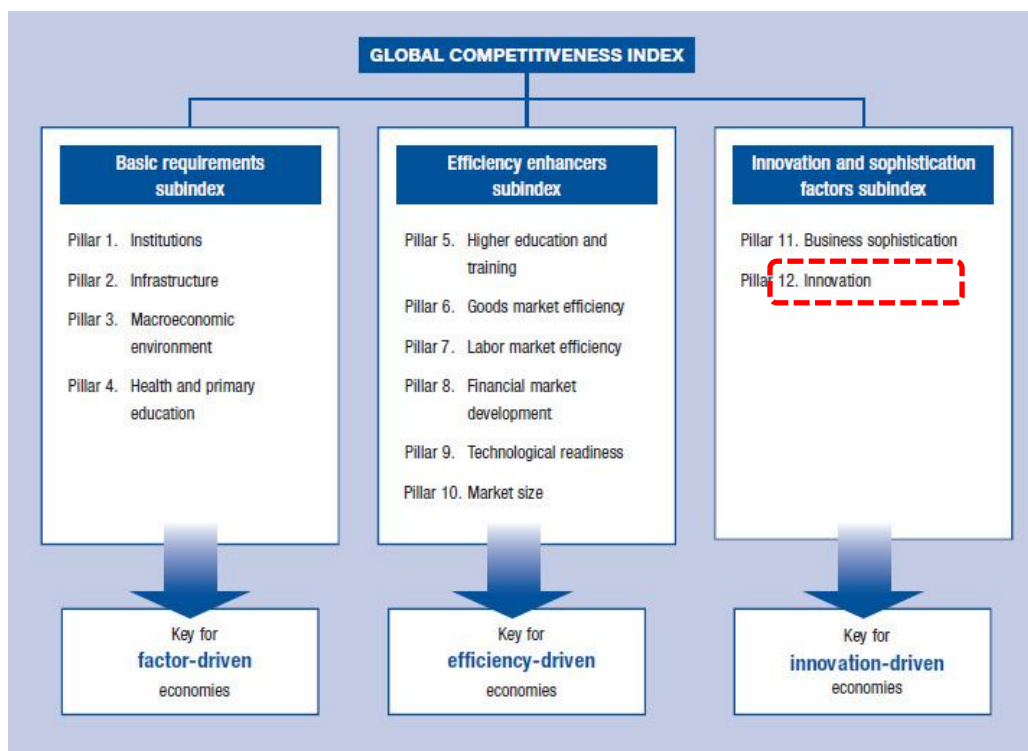 GLOBAL COMPETITIVENESS INDEX
Basic requirements
subindex
Pillar 1. Institutions
Pillar 2. Infrastructure
Pillar 3. Macroeconomic
environment
Pillar 4. Health and primary
education
Key for
factor-driven
economies
Efficiency enhancers
subindex
Pillar 5. Higher education and
training
Pillar 6. Goods market efficiency
Pillar 7. Labor market efficiency
Pillar 8. Financial market
development
Pillar 9. Technological readiness
Pillar 10. Market size
Key for
efficiency-driven
economies
Innovation and sophistication
factors subindex
Pillar 11. Business sophistication
Pillar 12. Innovation
Key for
innovation-driven
economies